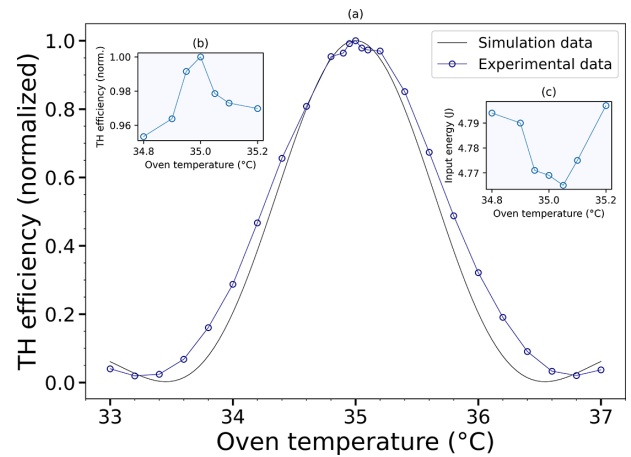 (a)
1.0
0.8
0.6
0.4
0.2
0.0
TH efficiency (normalized)
33
34
35
36
37
Oven temperature (°C)
Simulation data
Experimental data
(b)
1.00
0.98
0.96
TH efficiency (norm.)
34.8
35.0
35.2
Oven temperature (°C)
(c)
4.79
4.77
Input energy (J)
34.8
35.0
35.2
Oven temperature (°C)